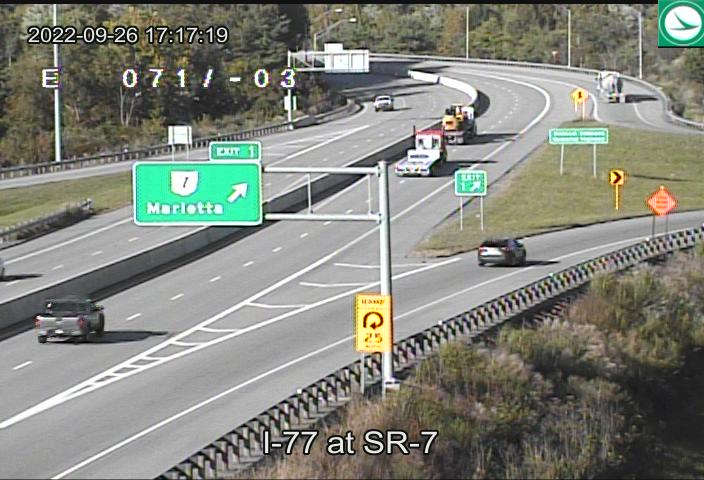 2022-09-26 17:17:19
E 071/-03
EXIT 1
7
Marietta
EXIT
1
RAMP
25
I-77 at SR-7